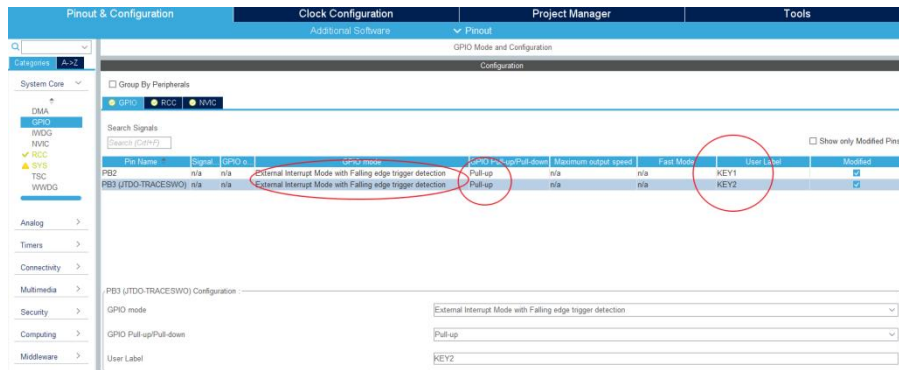 Pinout & Configuration Clock Configuration Project Manager Tools
Additional Software Pinout
GPIO Mode and Configuration
Categories A->Z
Configuration
System Core
Group By Peripherals
GPIO RCC NVIC
DMA
GPIO
IWDG
NVIC
RCC
SYS
TSC
WWDG
Search Signals
Search (Ctrl+F)
Show only Modified Pins
Pin Name Signal... GPIO o... GPIO mode GPIO Pull-up/Pull-down Maximum output speed Fast Mode User Label Modified
PB2 n/a n/a External Interrupt Mode with Falling edge trigger detection Pull-up n/a n/a KEY1
PB3 (JTDO-TRACESWO) n/a n/a External Interrupt Mode with Falling edge trigger detection Pull-up n/a n/a KEY2
Analog
Timers
Connectivity
Multimedia
Security
Computing
Middleware
PB3 (JTDO-TRACESWO) Configuration :
GPIO mode External Interrupt Mode with Falling edge trigger detection
GPIO Pull-up/Pull-down Pull-up
User Label KEY2